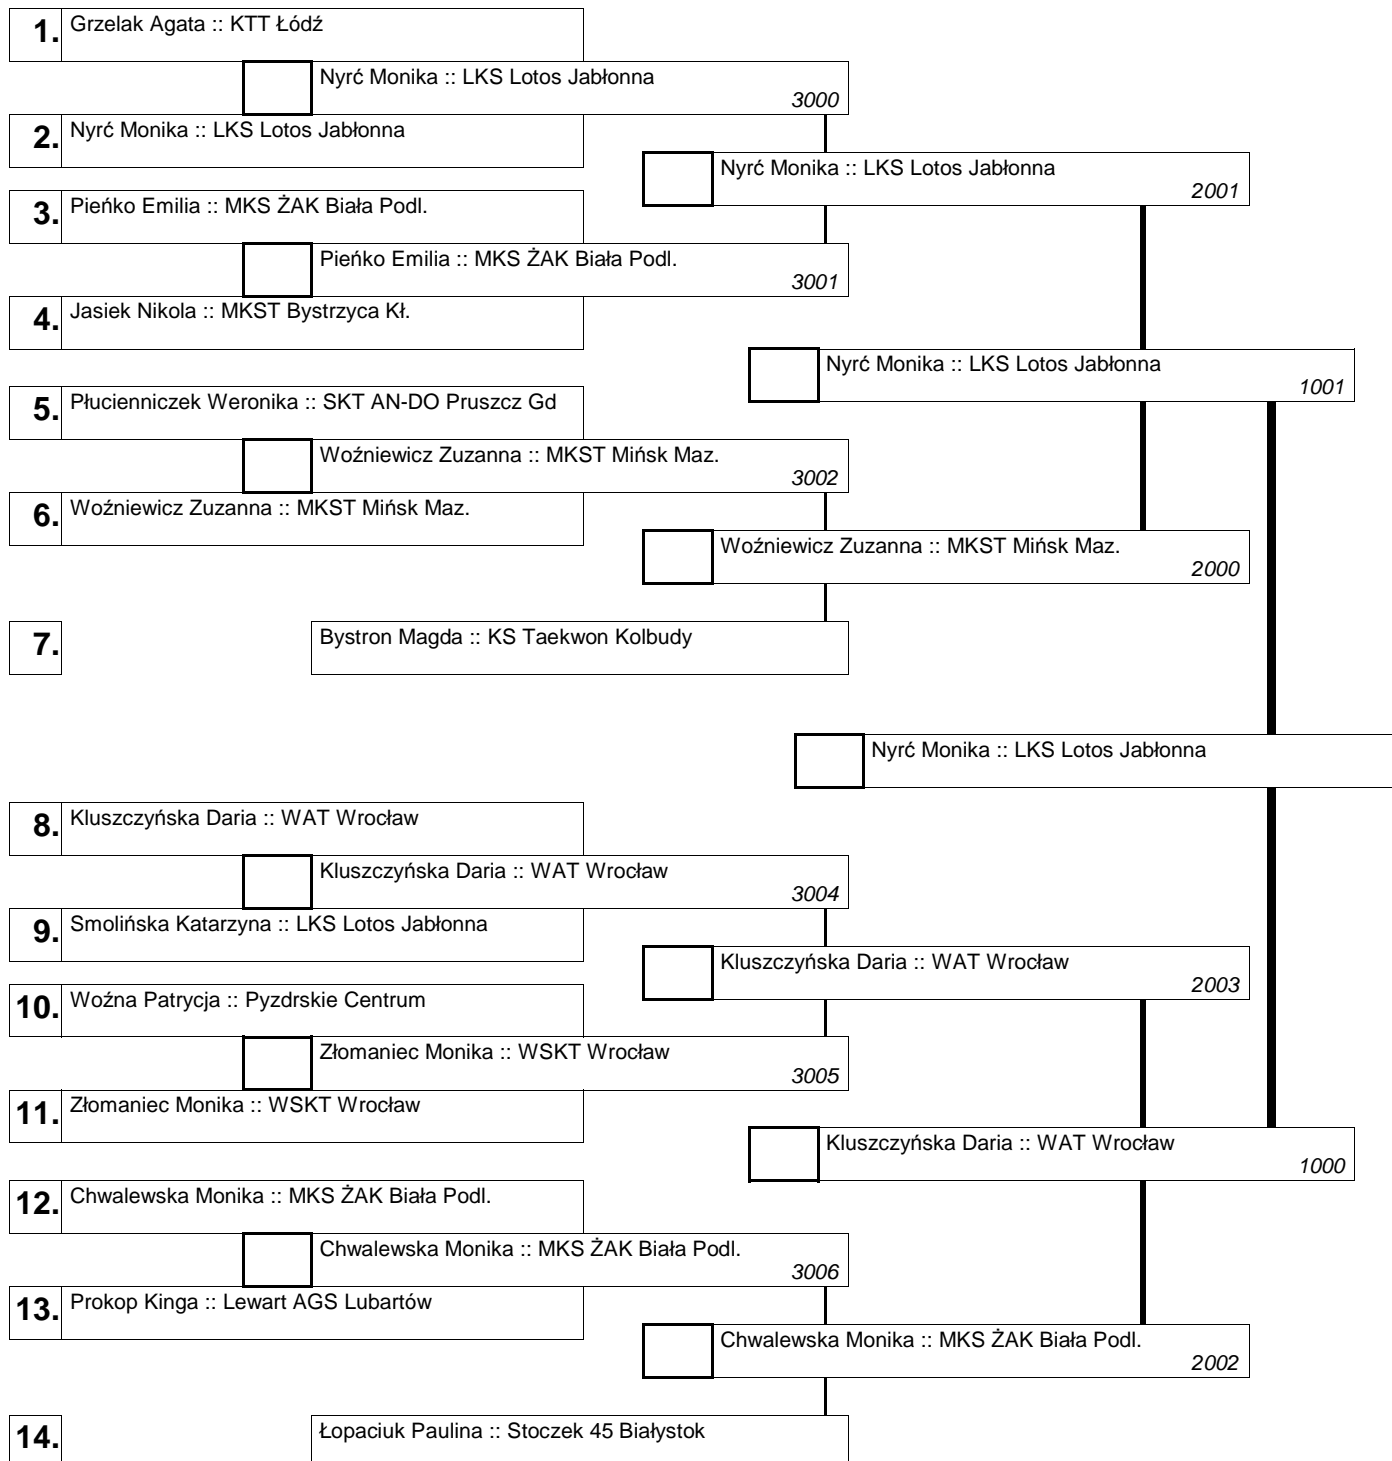 1. Grzelak Agata :: KTT Łódź
Nyrć Monika :: LKS Lotos Jabłonna
3000
2. Nyrć Monika :: LKS Lotos Jabłonna
Nyrć Monika :: LKS Lotos Jabłonna
2001
3. Pieńko Emilia :: MKS ŻAK Biała Podl.
Pieńko Emilia :: MKS ŻAK Biała Podl.
3001
4. Jasiek Nikola :: MKST Bystrzyca Kł.
Nyrć Monika :: LKS Lotos Jabłonna
1001
5. Płucienniczek Weronika :: SKT AN-DO Pruszcz Gd
Woźniewicz Zuzanna :: MKST Mińsk Maz.
3002
6. Woźniewicz Zuzanna :: MKST Mińsk Maz.
Woźniewicz Zuzanna :: MKST Mińsk Maz.
2000
7. Bystron Magda :: KS Taekwon Kolbudy
Nyrć Monika :: LKS Lotos Jabłonna
8. Kluszczyńska Daria :: WAT Wrocław
Kluszczyńska Daria :: WAT Wrocław
3004
9. Smolińska Katarzyna :: LKS Lotos Jabłonna
Kluszczyńska Daria :: WAT Wrocław
2003
10. Woźna Patrycja :: Pyzdrskie Centrum
Złomaniec Monika :: WSKT Wrocław
3005
11. Złomaniec Monika :: WSKT Wrocław
Kluszczyńska Daria :: WAT Wrocław
1000
12. Chwalewska Monika :: MKS ŻAK Biała Podl.
Chwalewska Monika :: MKS ŻAK Biała Podl.
3006
13. Prokop Kinga :: Lewart AGS Lubartów
Chwalewska Monika :: MKS ŻAK Biała Podl.
2002
14. Łopaciuk Paulina :: Stoczek 45 Białystok